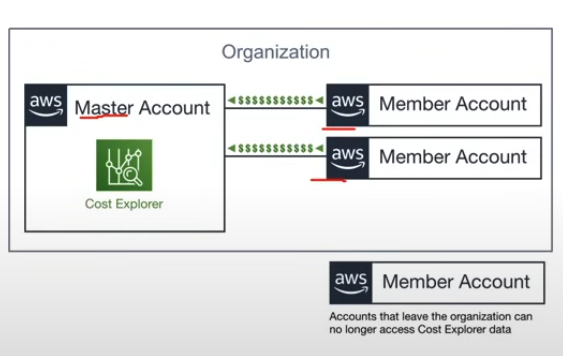 Organization
aws Master Account
Cost Explorer
◄$$$$$$$$$$$◄ aws Member Account
◄$$$$$$$$$$$◄ aws Member Account
aws Member Account
Accounts that leave the organization can
no longer access Cost Explorer data